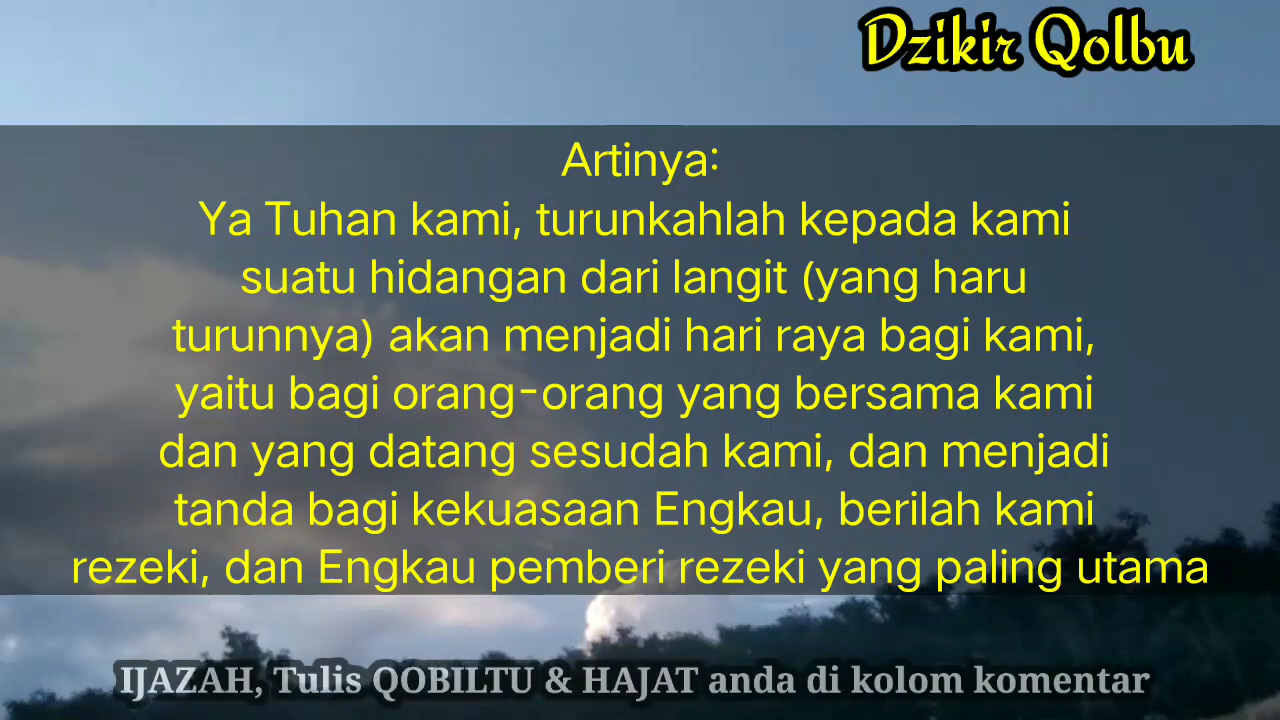 Dzikir Qolbu
Artinya:
Ya Tuhan kami, turunkahlah kepada kami
suatu hidangan dari langit (yang haru
turunnya) akan menjadi hari raya bagi kami,
yaitu bagi orang-orang yang bersama kami
dan yang datang sesudah kami, dan menjadi
tanda bagi kekuasaan Engkau, berilah kami
rezeki, dan Engkau pemberi rezeki yang paling utama
IJAZAH, Tulis QOBILTU & HAJAT anda di kolom komentar